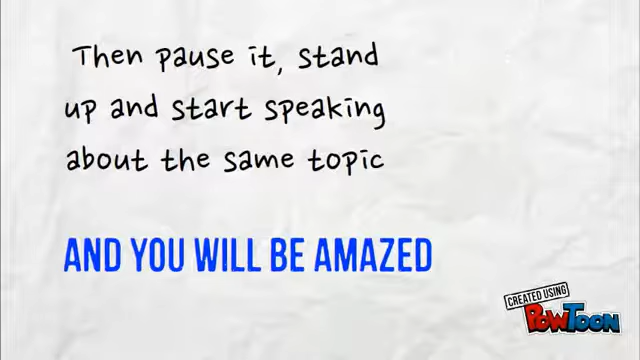 Then pause it, stand
up and start speaking
about the same topic
AND YOU WILL BE AMAZED
CREATED USING
POWTOON